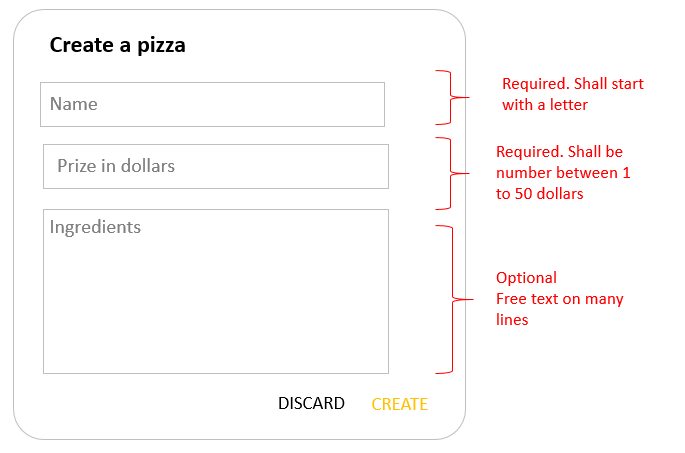 Create a pizza
Name
Required. Shall start
with a letter
Prize in dollars
Required. Shall be
number between 1
to 50 dollars
Ingredients
Optional
Free text on many
lines
DISCARD
CREATE